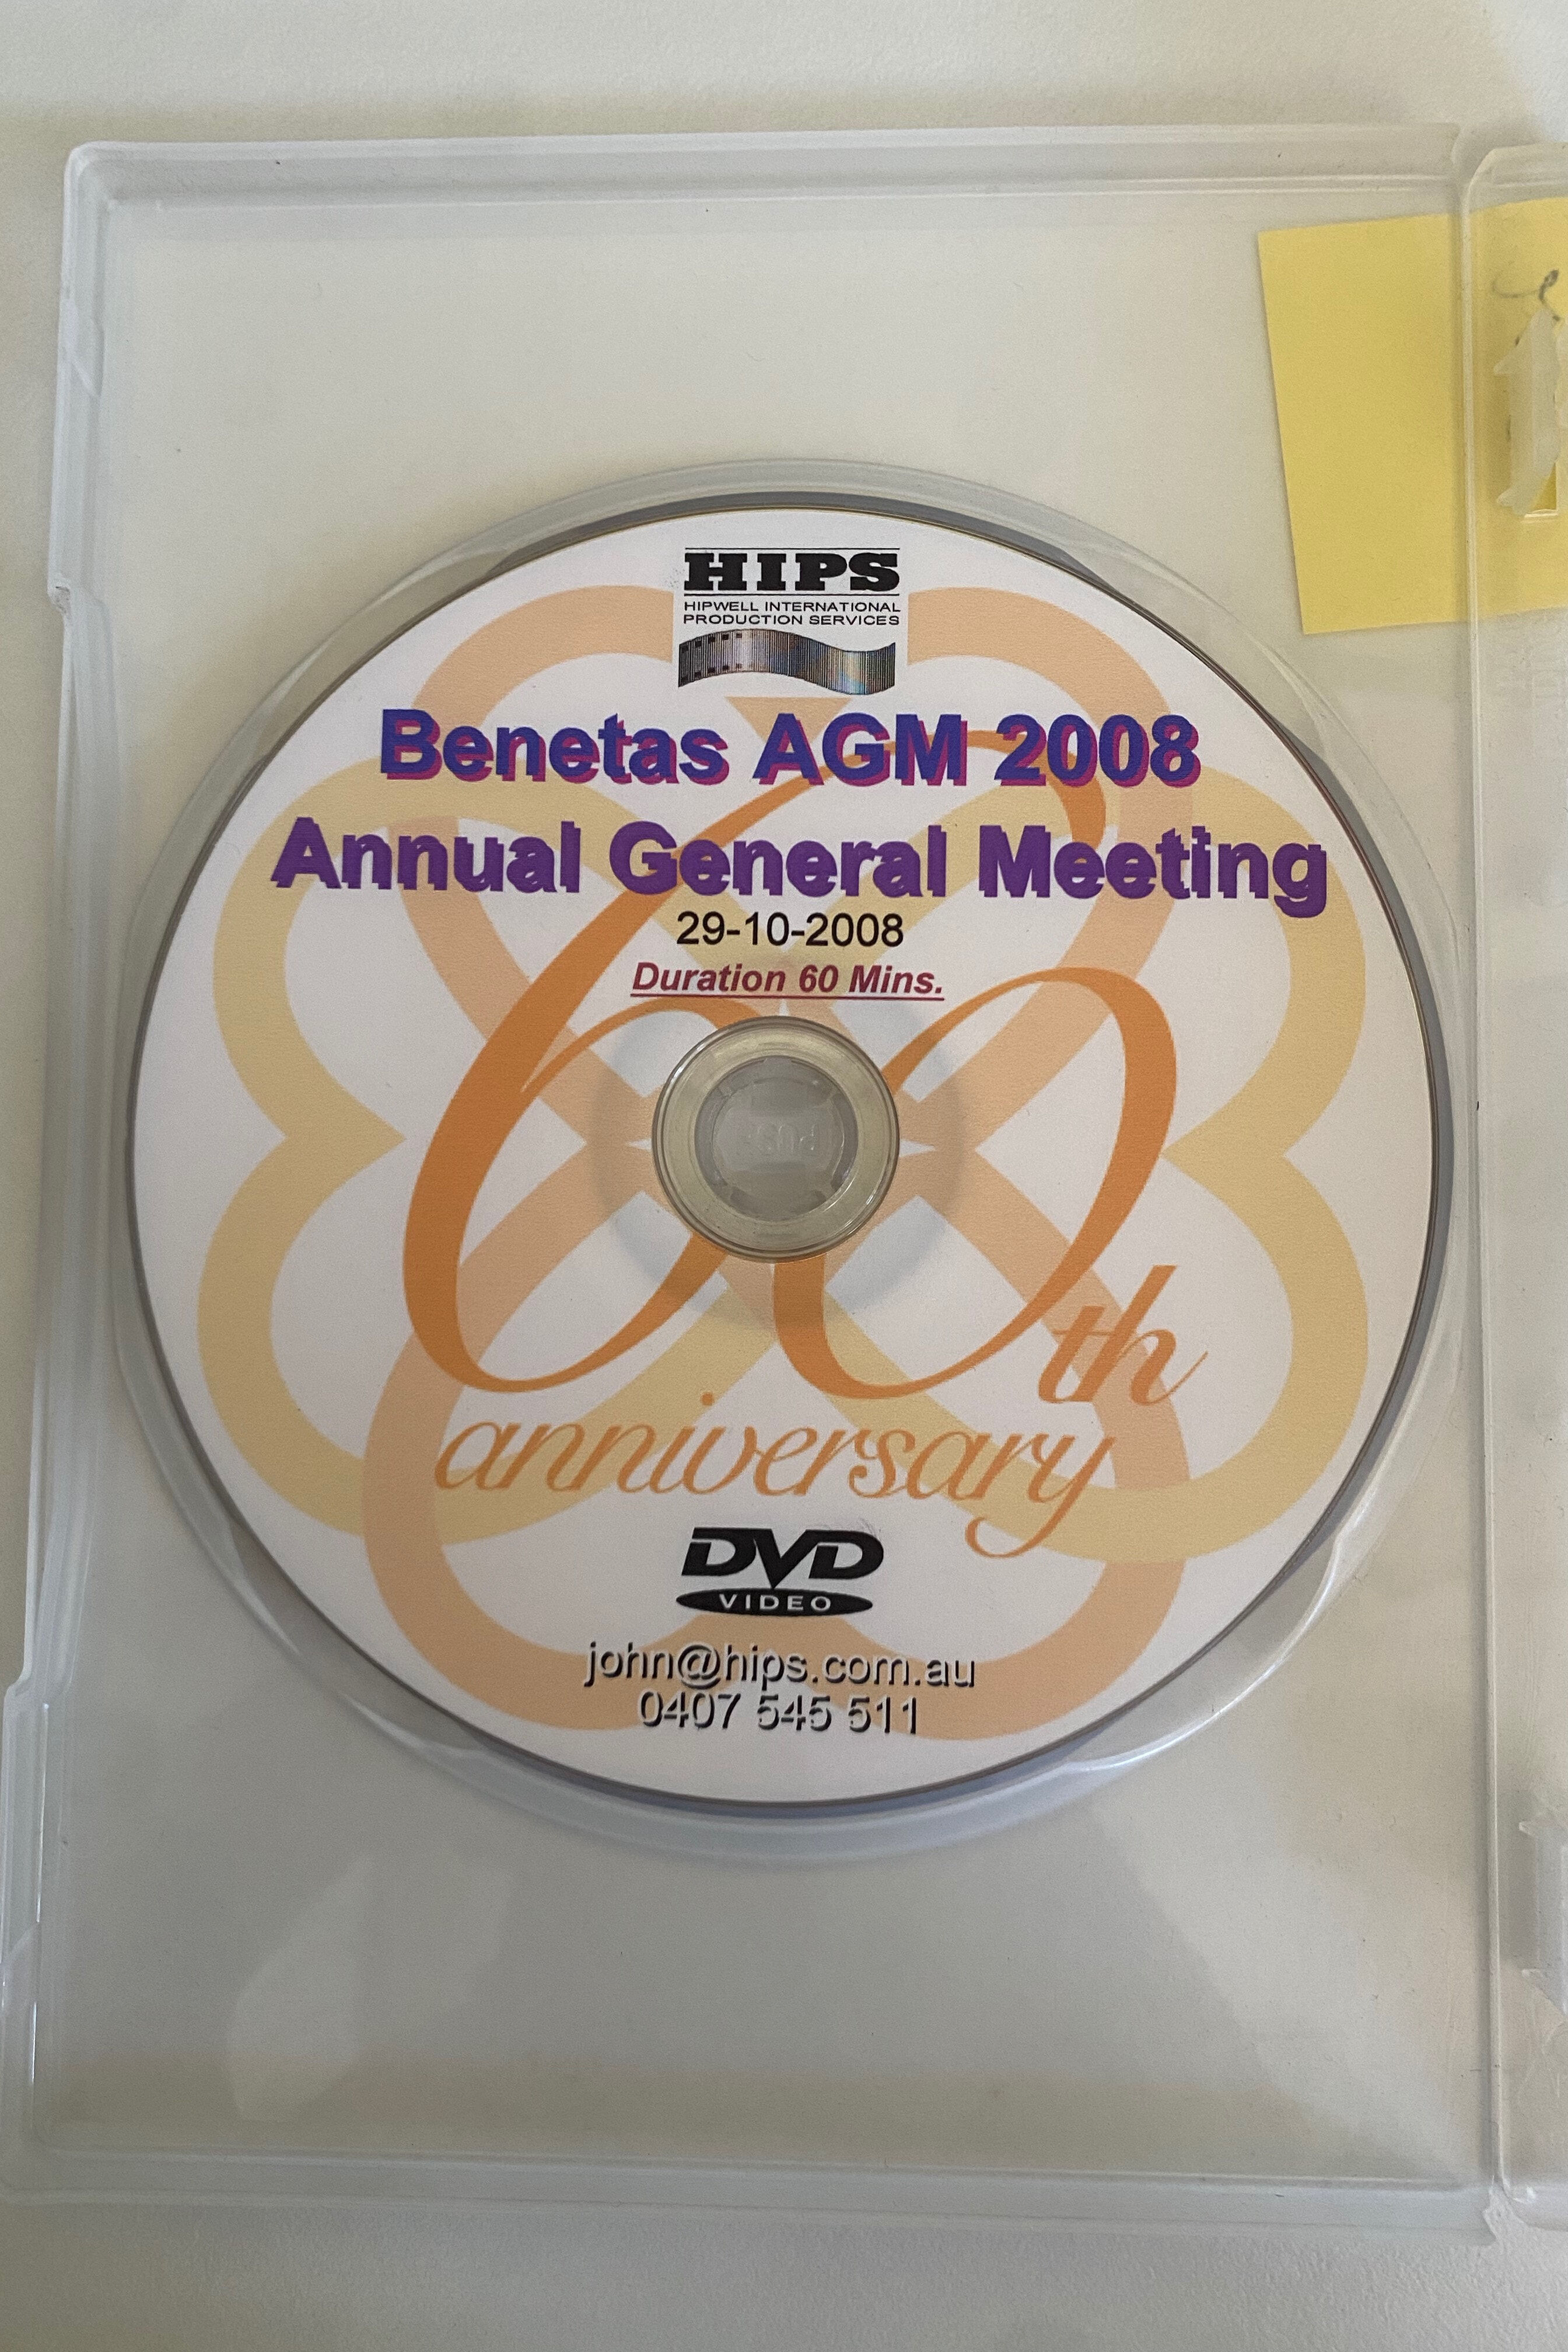 HIPS
HIPWELL INTERNATIONAL
PRODUCTION SERVICES
Benetas AGM 2008
Annual General Meeting
29-10-2008
Duration 60 Mins.
60th
anniversary
DVD
VIDEO
john@hips.com.au
0407 545 511